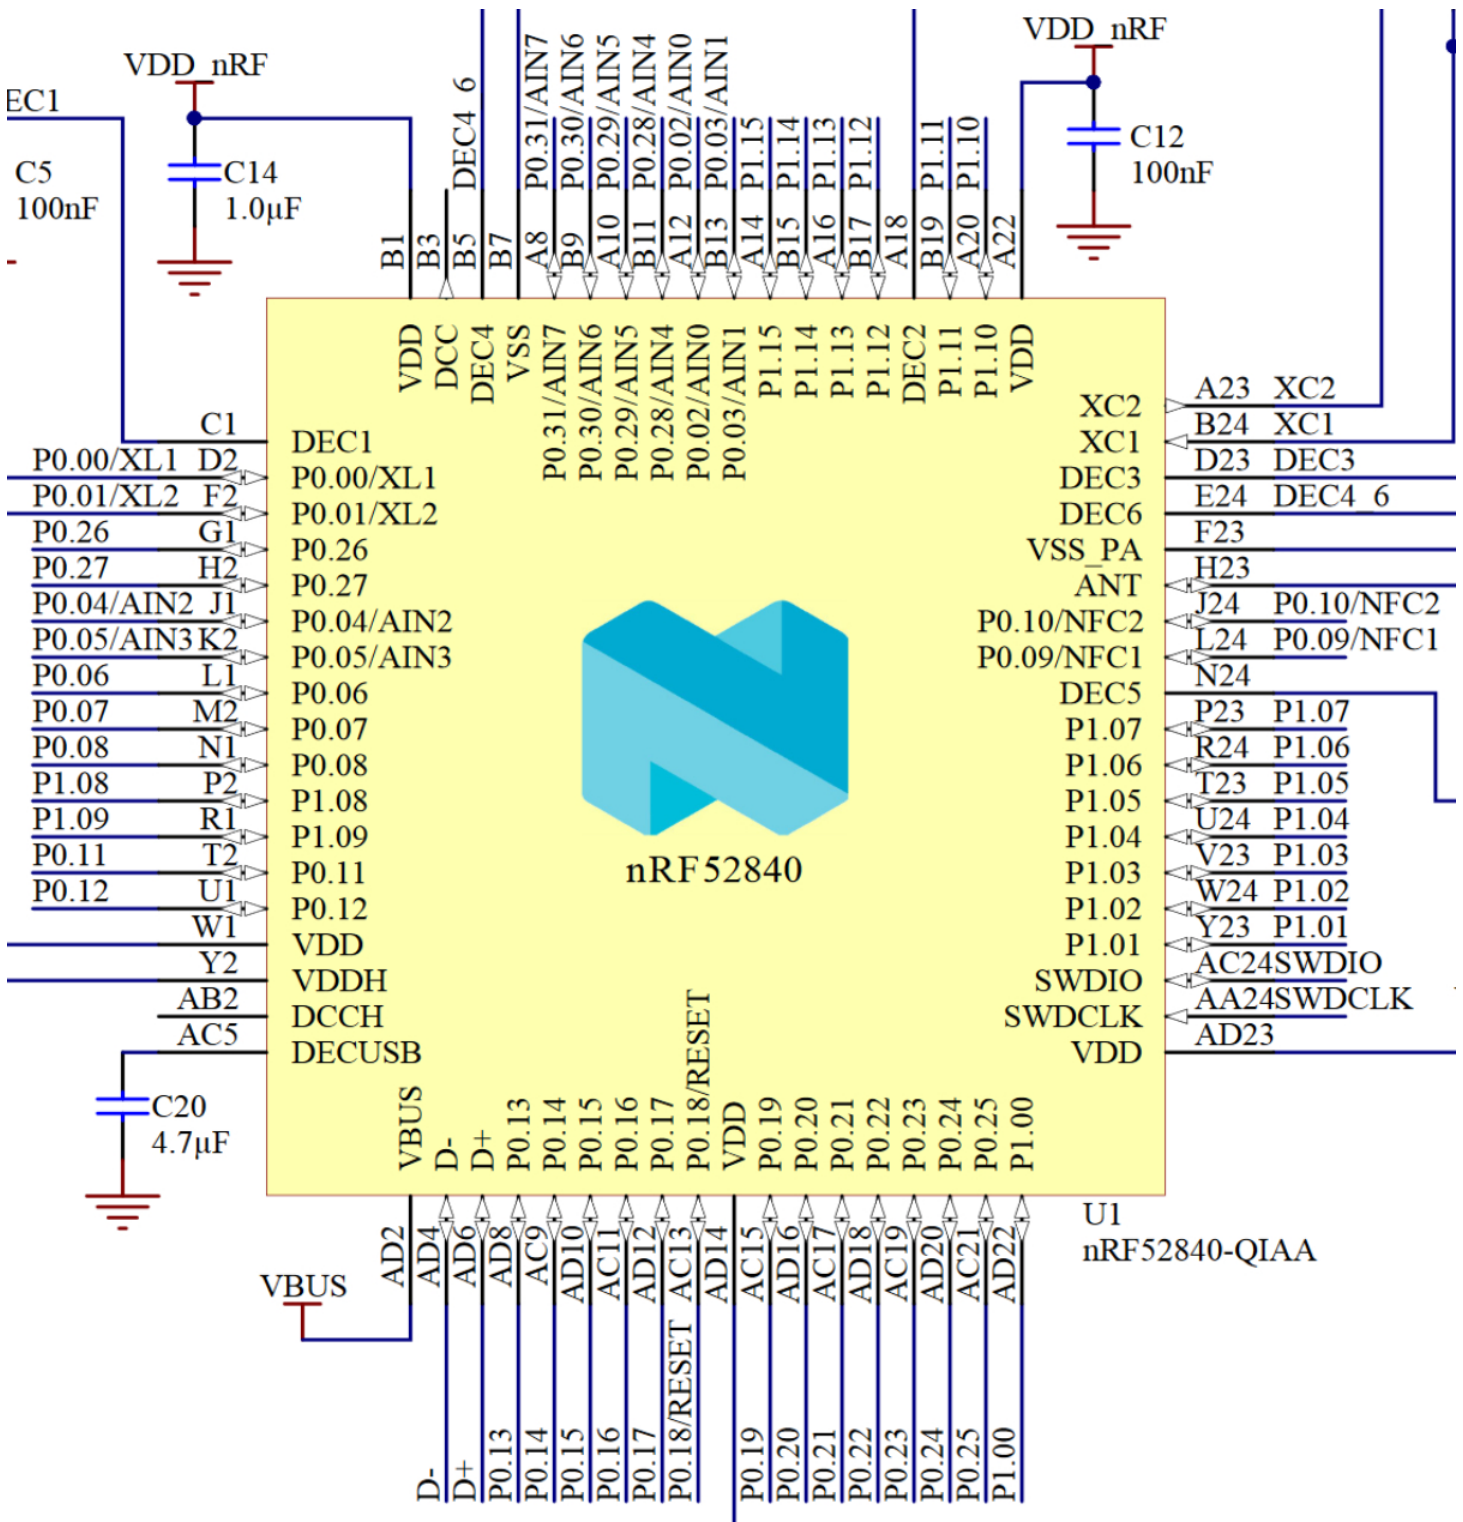 VDD_nRF
EC1
C14
1.0µF
C5
100nF
VDD_nRF
C12
100nF
DEC4_6
P0.31/AIN7
P0.30/AIN6
P0.29/AIN5
P0.28/AIN4
P0.02/AIN0
P0.03/AIN1
P1.15
P1.14
P1.13
P1.12
P1.11
P1.10
B1
B3
B5
B7
A8
B9
A10
B11
A12
B13
A14
B15
A16
B17
A18
B19
A20
A22
VDD
DCC
DEC4
VSS
P0.31/AIN7
P0.30/AIN6
P0.29/AIN5
P0.28/AIN4
P0.02/AIN0
P0.03/AIN1
P1.15
P1.14
P1.13
P1.12
DEC2
P1.11
P1.10
VDD
C1 DEC1
P0.00/XL1 D2 P0.00/XL1
P0.01/XL2 F2 P0.01/XL2
P0.26 G1 P0.26
P0.27 H2 P0.27
P0.04/AIN2 J1 P0.04/AIN2
P0.05/AIN3 K2 P0.05/AIN3
P0.06 L1 P0.06
P0.07 M2 P0.07
P0.08 N1 P0.08
P1.08 P2 P1.08
P1.09 R1 P1.09
P0.11 T2 P0.11
P0.12 U1 P0.12
W1 VDD
Y2 VDDH
AB2 DCCH
AC5 DECUSB
C20
4.7µF
nRF52840
XC2 A23 XC2
XC1 B24 XC1
DEC3 D23 DEC3
DEC6 E24 DEC4_6
VSS_PA F23
ANT H23
P0.10/NFC2 J24 P0.10/NFC2
P0.09/NFC1 L24 P0.09/NFC1
DEC5 N24
P1.07 P23 P1.07
P1.06 R24 P1.06
P1.05 T23 P1.05
P1.04 U24 P1.04
P1.03 V23 P1.03
P1.02 W24 P1.02
P1.01 Y23 P1.01
SWDIO AC24 SWDIO
SWDCLK AA24 SWDCLK
VDD AD23
VBUS
D-
D+
P0.13
P0.14
P0.15
P0.16
P0.17
P0.18/RESET
VDD
P0.19
P0.20
P0.21
P0.22
P0.23
P0.24
P0.25
P1.00
U1
nRF52840-QIAA
AD2
AD4
AD6
AD8
AC9
AD10
AC11
AD12
AC13
AD14
AC15
AD16
AC17
AD18
AC19
AD20
AC21
AD22
VBUS
D-
D+
P0.13
P0.14
P0.15
P0.16
P0.17
P0.18/RESET
P0.19
P0.20
P0.21
P0.22
P0.23
P0.24
P0.25
P1.00